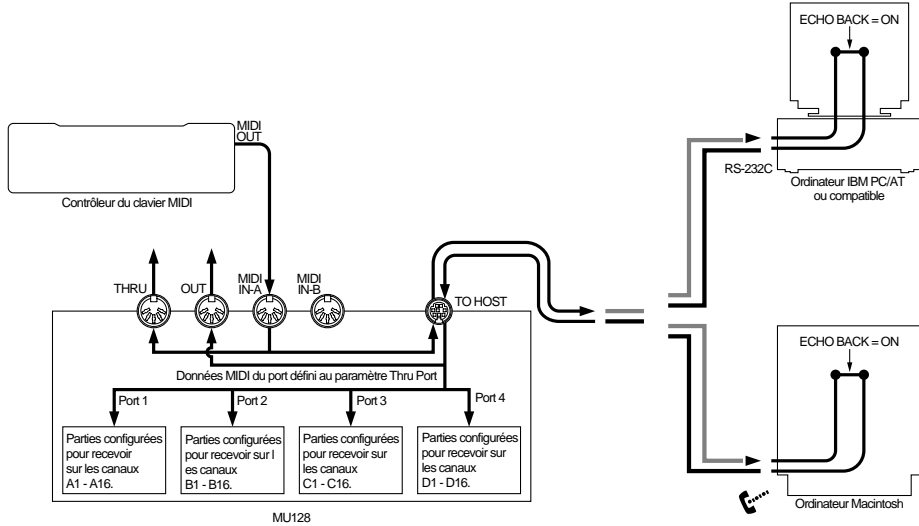 ECHO BACK = ON
MIDI
OUT
RS-232C
Ordinateur IBM PC/AT
ou compatible
Contrôleur du clavier MIDI
THRU
OUT
MIDI
IN-A
MIDI
IN-B
TO HOST
ECHO BACK = ON
Données MIDI du port défini au paramètre Thru Port
Port 1
Port 2
Port 3
Port 4
Parties configurées
pour recevoir
sur les canaux
A1 - A16.
Parties configurées
pour recevoir sur l
es canaux
B1 - B16.
Parties configurées
pour recevoir sur
les canaux
C1 - C16.
Parties configurées
pour recevoir sur
les canaux
D1 - D16.
Ordinateur Macintosh
MU128